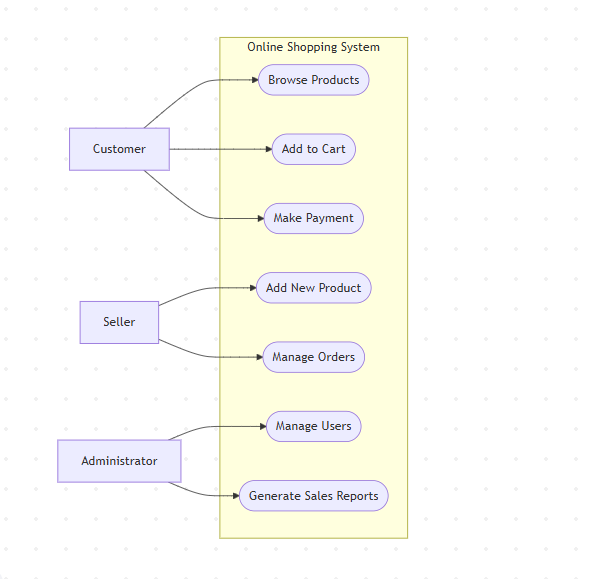 Online Shopping System
Browse Products
Customer
Add to Cart
Make Payment
Add New Product
Seller
Manage Orders
Manage Users
Administrator
Generate Sales Reports